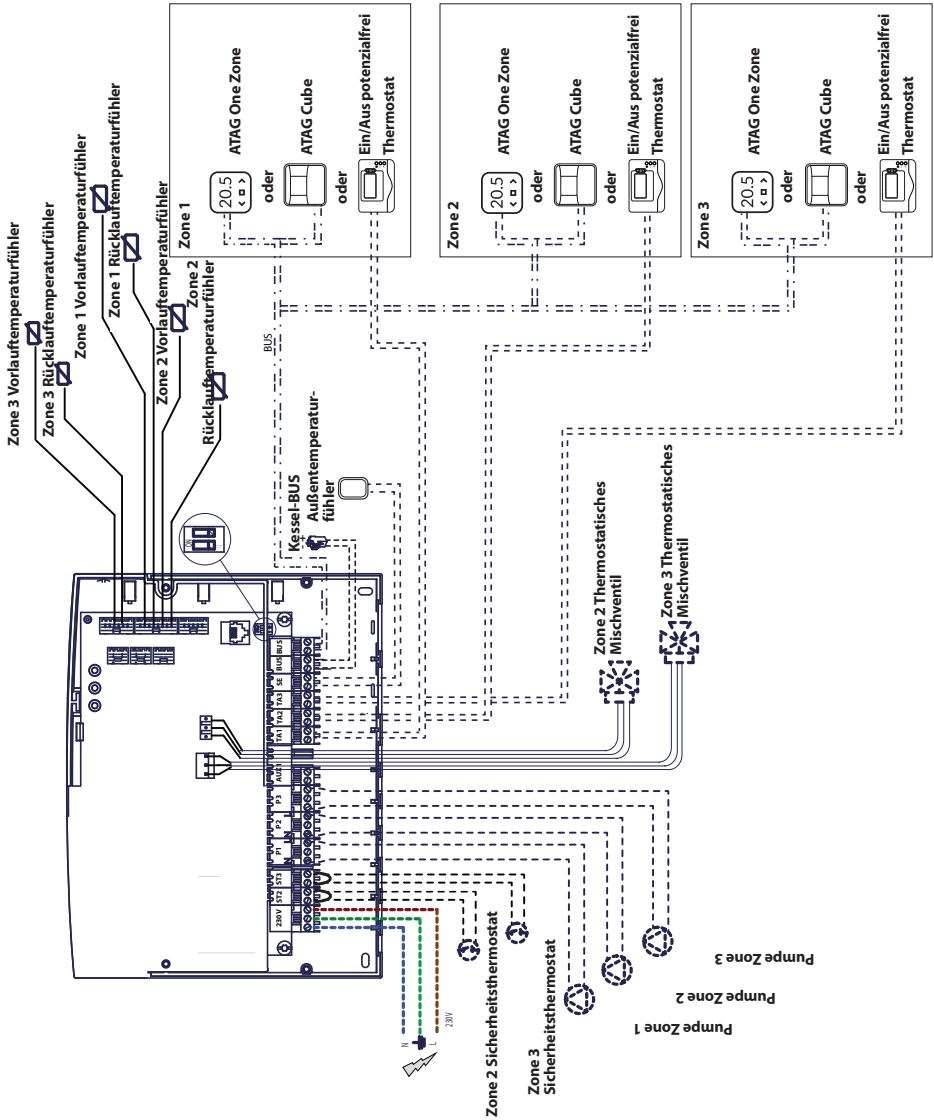 Zone 3 Vorlauftemperaturfühler
Zone 3 Rücklauftemperaturfühler
Zone 1 Vorlauftemperaturfühler
Zone 1 Rücklauftemperaturfühler
Zone 2 Vorlauftemperaturfühler
Zone 2
Rücklauftemperaturfühler
Zone 1
20.5
ATAG One Zone
oder
ATAG Cube
oder
Ein/Aus potenzialfrei
Thermostat
Zone 2
20.5
ATAG One Zone
oder
ATAG Cube
oder
Ein/Aus potenzialfrei
Thermostat
Zone 3
20.5
ATAG One Zone
oder
ATAG Cube
oder
Ein/Aus potenzialfrei
Thermostat
BUS
Kessel-BUS
Außentemperatur-
fühler
ON
230 V
ST2
ST3
P1
P2
P3
AUX1
TA1
TA2
TA3
SE
BUS
BUS
Zone 2 Thermostatisches
Mischventil
Zone 3 Thermostatisches
Mischventil
N
L
230V
Zone 2 Sicherheitsthermostat
Zone 3
Sicherheitsthermostat
Pumpe Zone 1
Pumpe Zone 2
Pumpe Zone 3